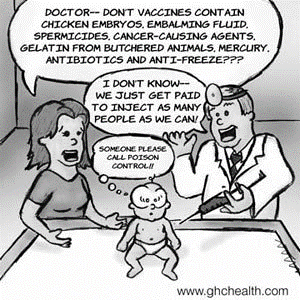 DOCTOR-- DON'T VACCINES CONTAIN
CHICKEN EMBRYOS, EMBALMING FLUID,
SPERMICIDES, CANCER-CAUSING AGENTS,
GELATIN FROM BUTCHERED ANIMALS, MERCURY,
ANTIBIOTICS AND ANTI-FREEZE???
I DON'T KNOW--
WE JUST GET PAID
TO INJECT AS MANY
PEOPLE AS WE CAN!
SOMEONE PLEASE
CALL POISON
CONTROL!!
www.ghchealth.com